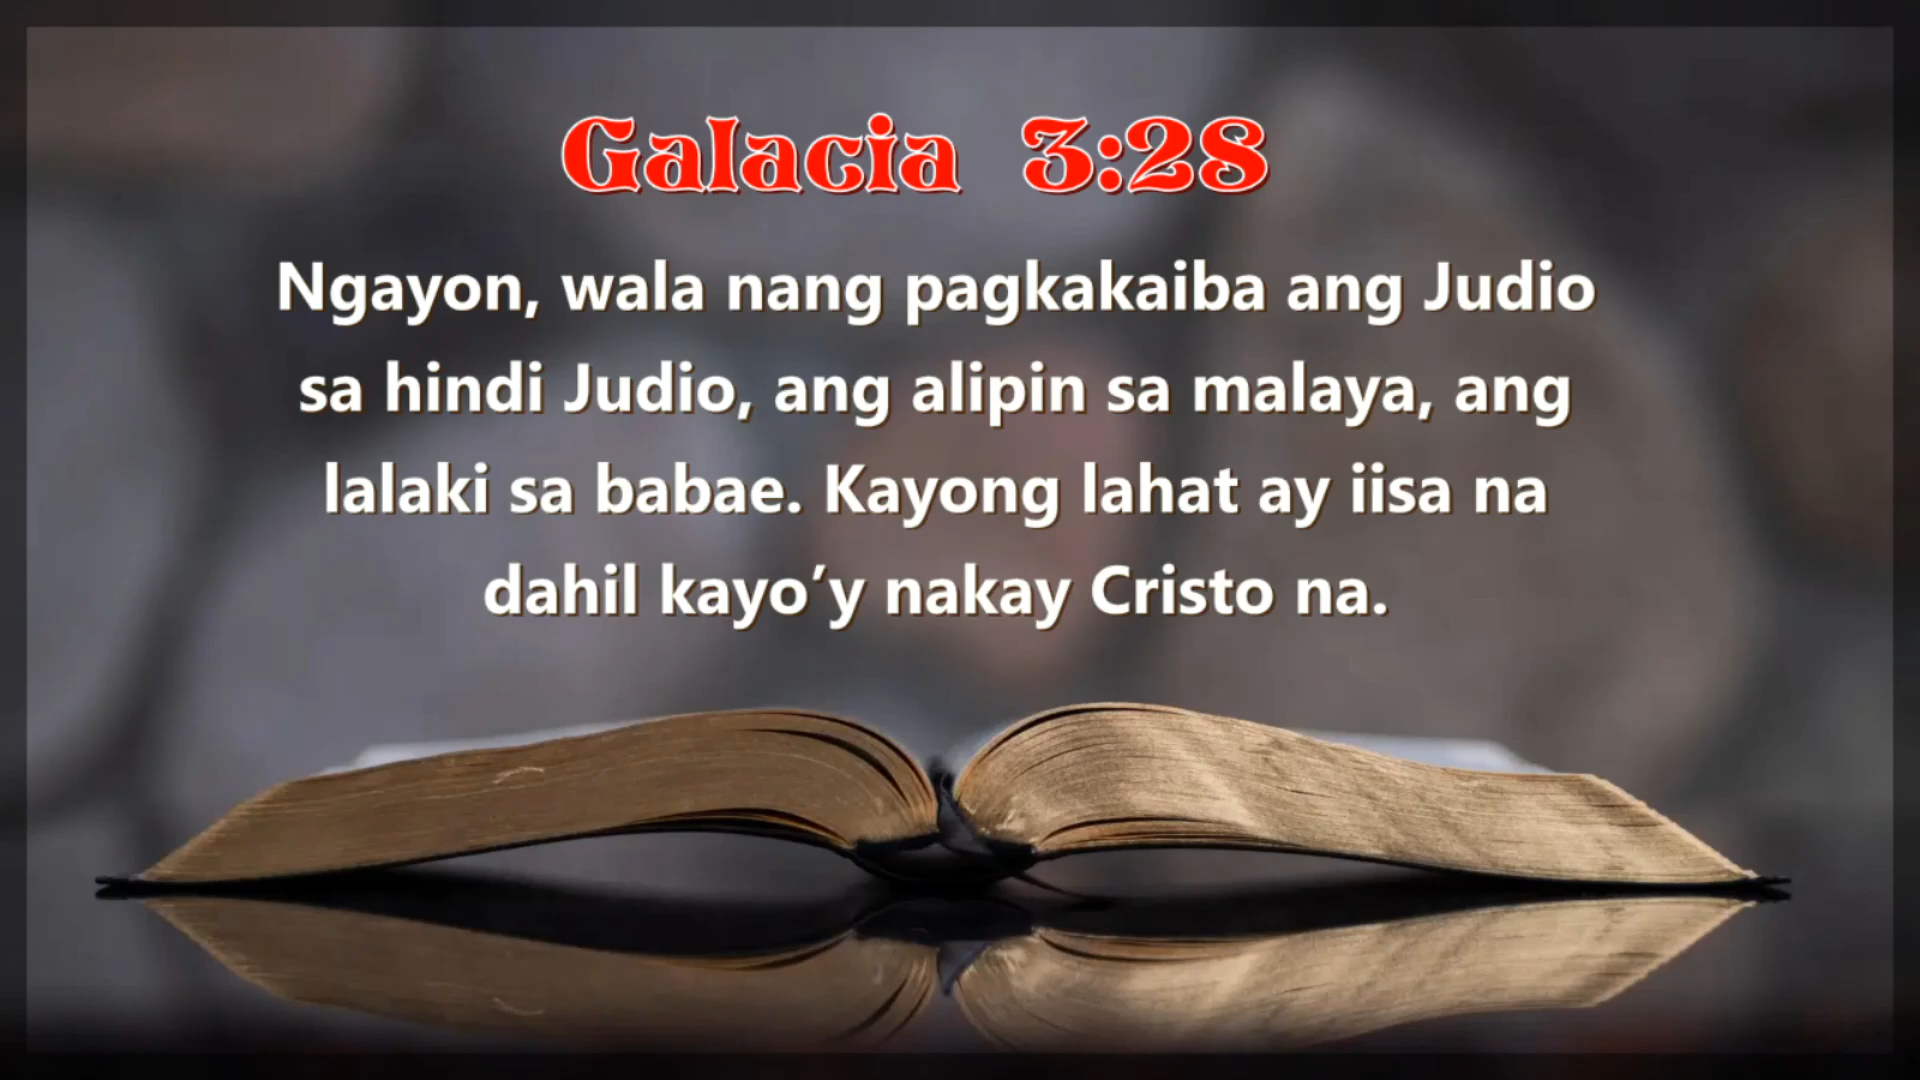 Galacia 3:28
Ngayon, wala nang pagkakaiba ang Judio
sa hindi Judio, ang alipin sa malaya, ang
lalaki sa babae. Kayong lahat ay iisa na
dahil kayo’y nakay Cristo na.